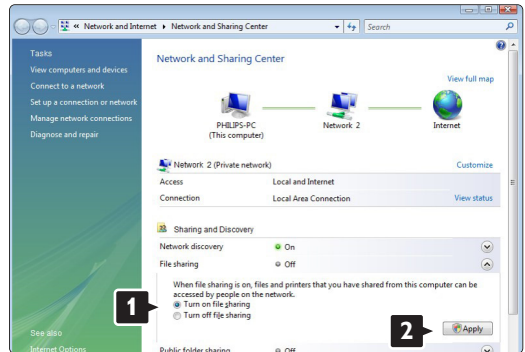 « Network and Internet ▸ Network and Sharing Center
Search
Tasks
View computers and devices
Connect to a network
Set up a connection or network
Manage network connections
Diagnose and repair
See also
Internet Options
Network and Sharing Center
View full map
PHILIPS-PC
(This computer)
Network 2
Internet
Network 2 (Private network)
Customize
Access
Local and Internet
Connection
Local Area Connection
View status
Sharing and Discovery
Network discovery
On
File sharing
Off
When file sharing is on, files and printers that you have shared from this computer can be
accessed by people on the network.
1
Turn on file sharing
Turn off file sharing
2
Apply
Public folder sharing
Off